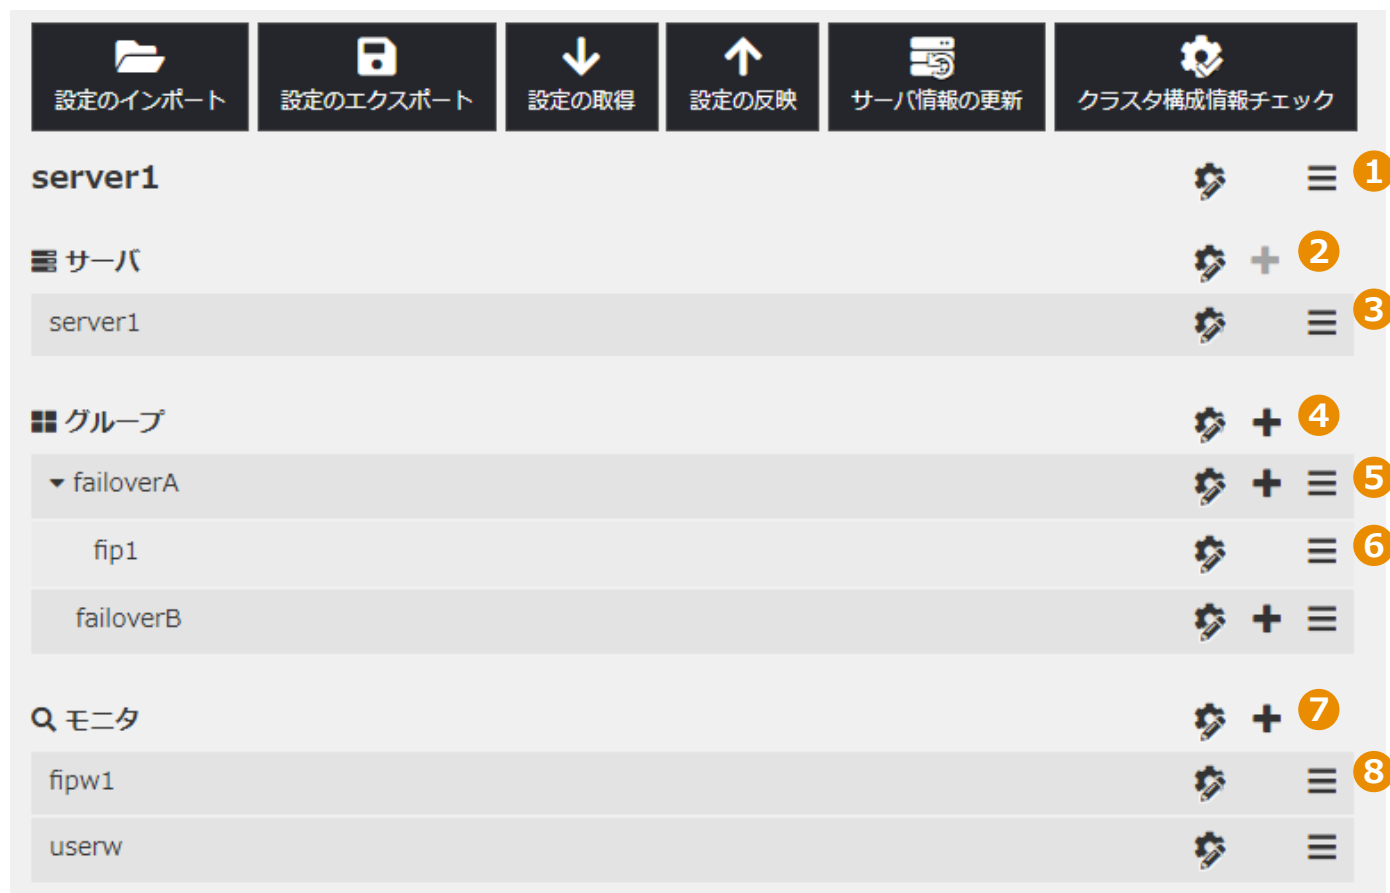 設定のインポート 設定のエクスポート 設定の取得 設定の反映 サーバ情報の更新 クラスタ構成情報チェック
server1 1
サーバ 2
server1 3
グループ 4
failoverA 5
fip1 6
failoverB
モニタ 7
fipw1 8
userw